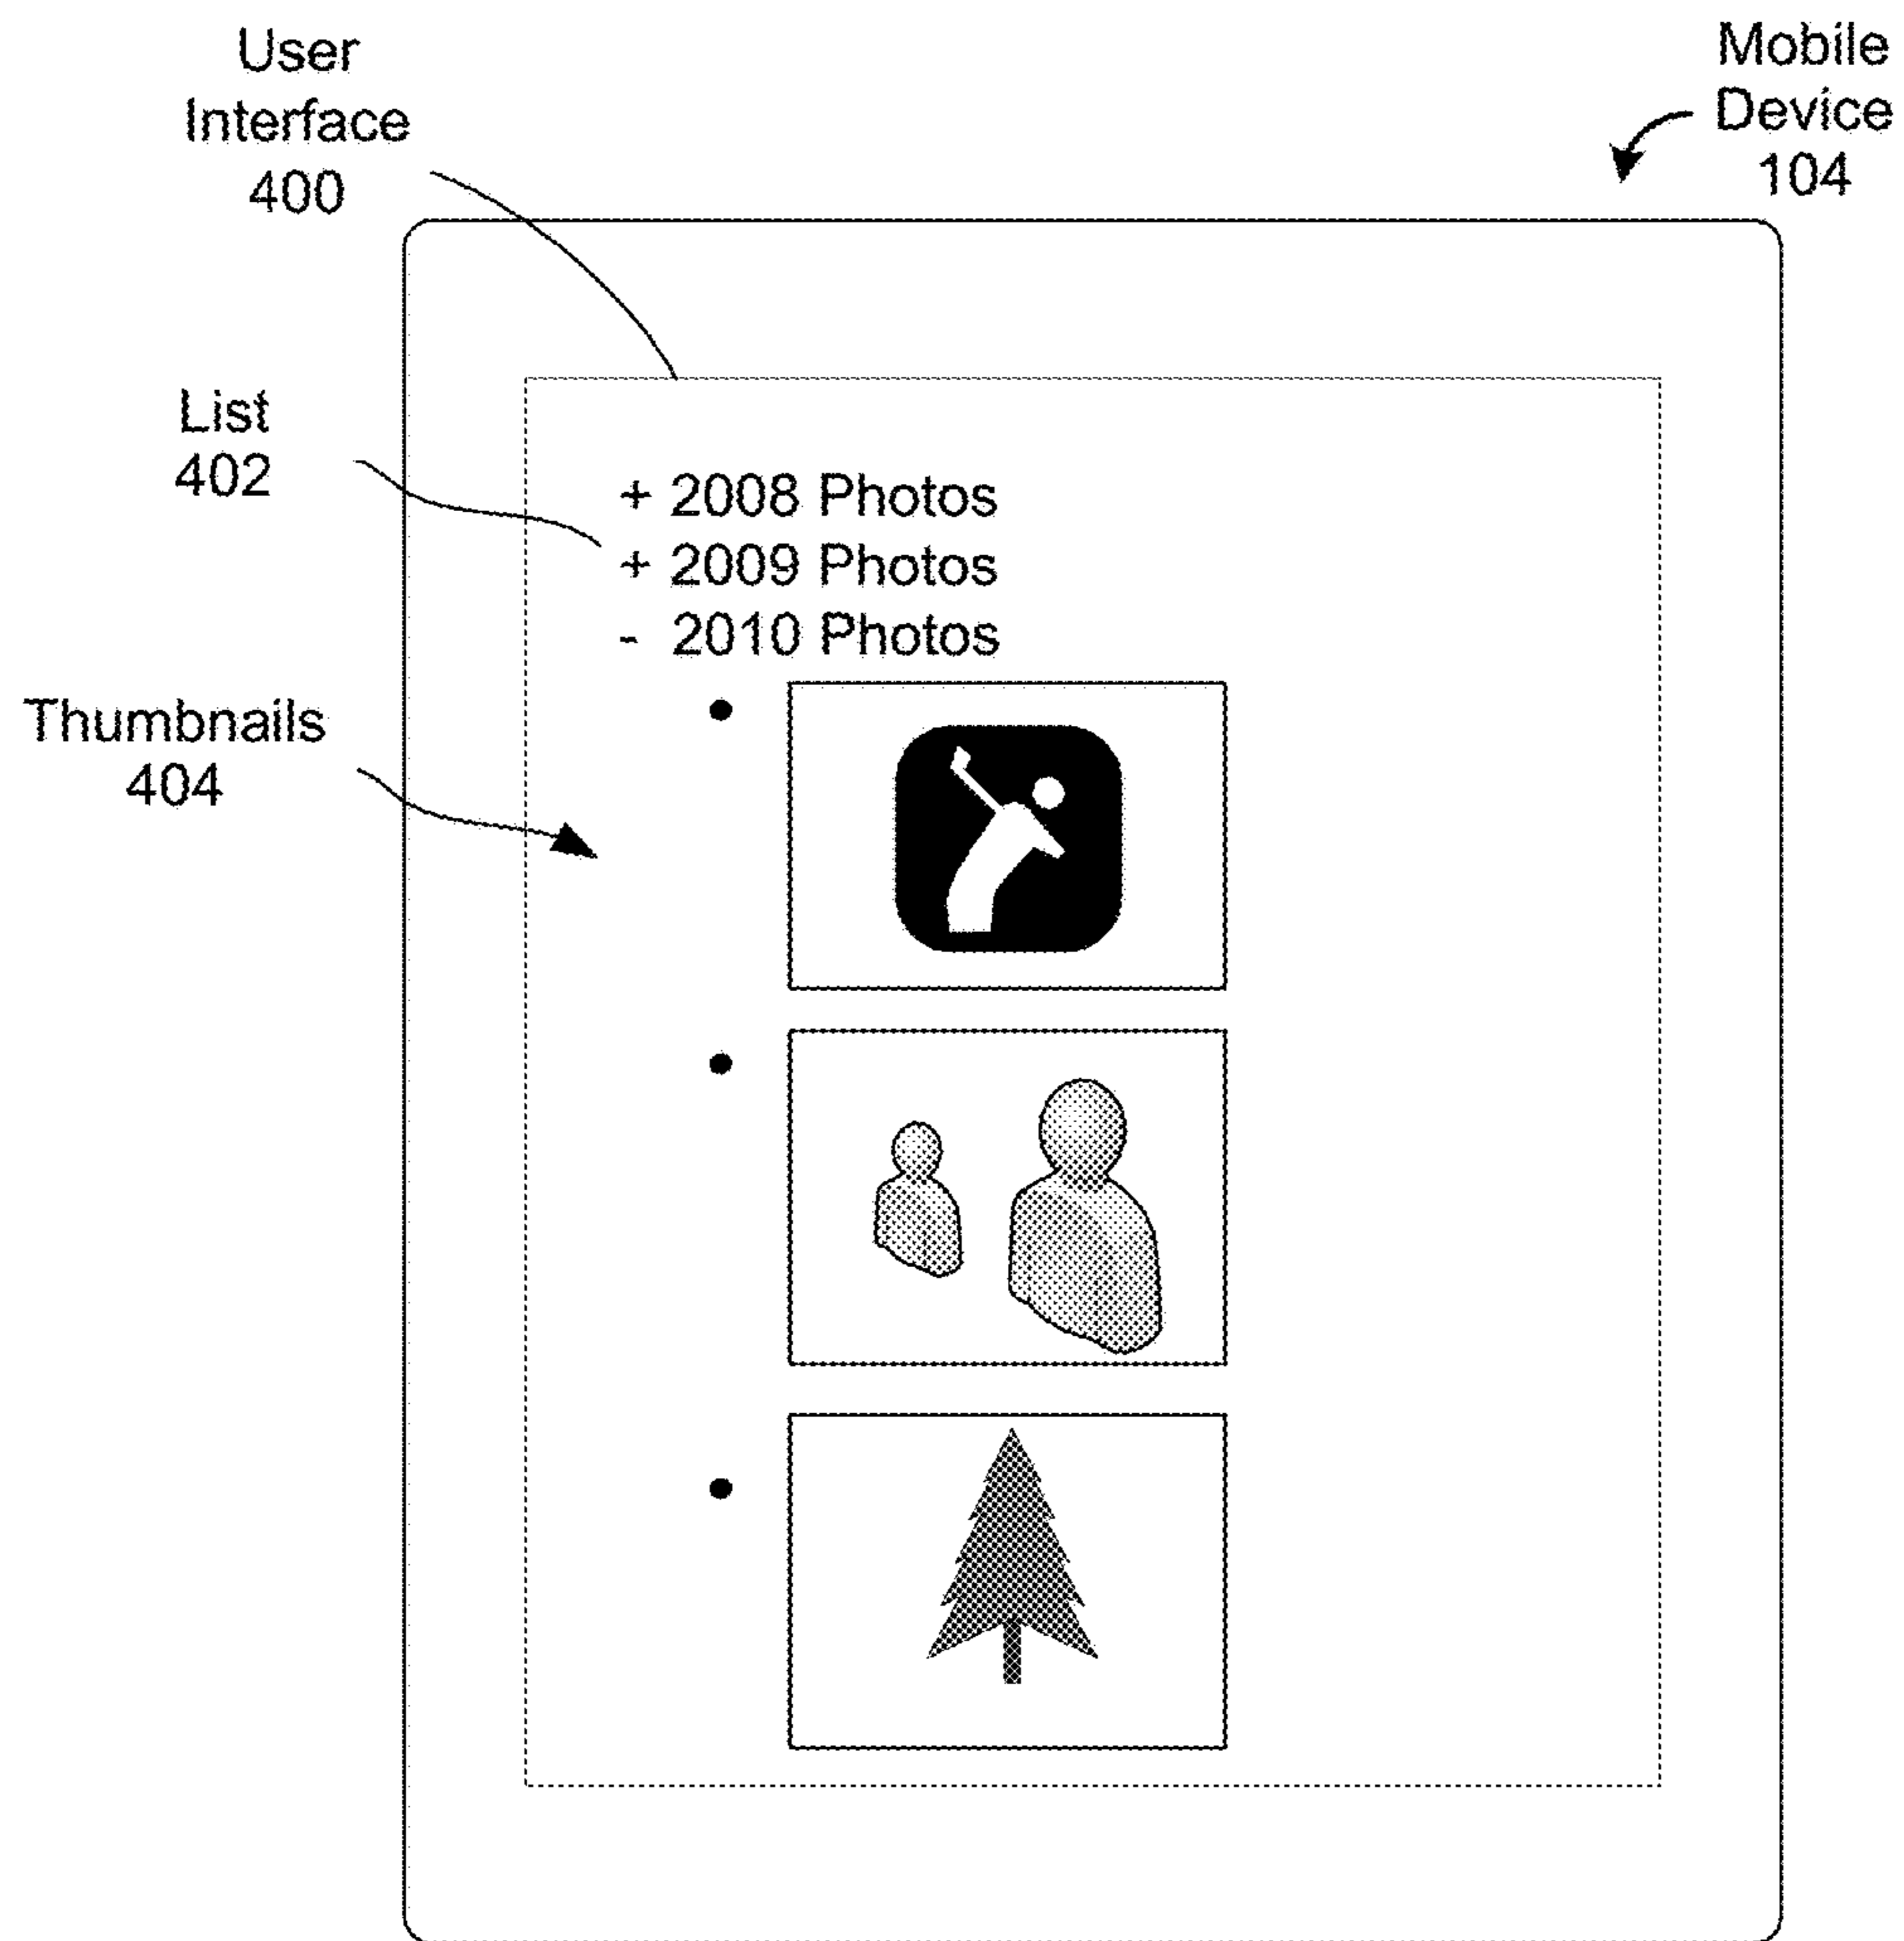 User
Interface
400
Mobile
Device
104
List
402
+ 2008 Photos
+ 2009 Photos
- 2010 Photos
Thumbnails
404